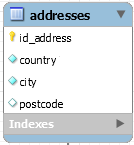 addresses
id_address
country
city
postcode
Indexes